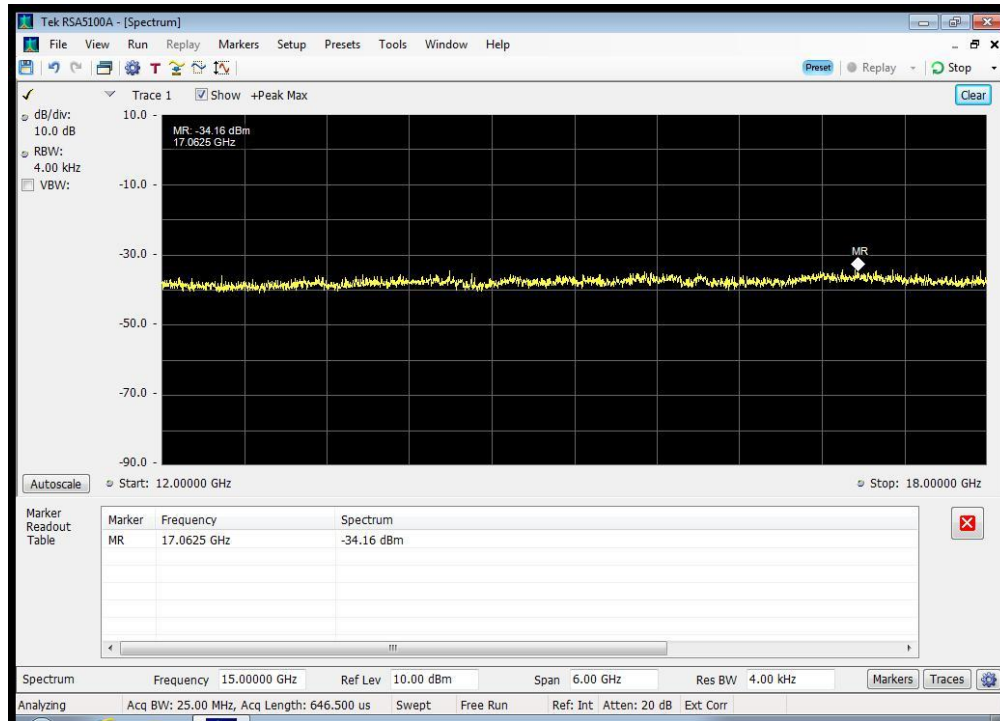 Tek RSA5100A - [Spectrum]
File View Run Replay Markers Setup Presets Tools Window Help
T Preset Replay Stop
Trace 1 Show +Peak Max Clear
dB/div:
10.0 dB
RBW:
4.00 kHz
VBW:
10.0
-10.0
-30.0
-50.0
-70.0
-90.0
MR: -34.16 dBm
17.0625 GHz
MR
Autoscale Start: 12.00000 GHz Stop: 18.00000 GHz
Marker
Readout
Table
Marker Frequency Spectrum
MR 17.0625 GHz -34.16 dBm
Spectrum Frequency 15.00000 GHz Ref Lev 10.00 dBm Span 6.00 GHz Res BW 4.00 kHz Markers Traces
Analyzing Acq BW: 25.00 MHz, Acq Length: 646.500 us Swept Free Run Ref: Int Atten: 20 dB Ext Corr